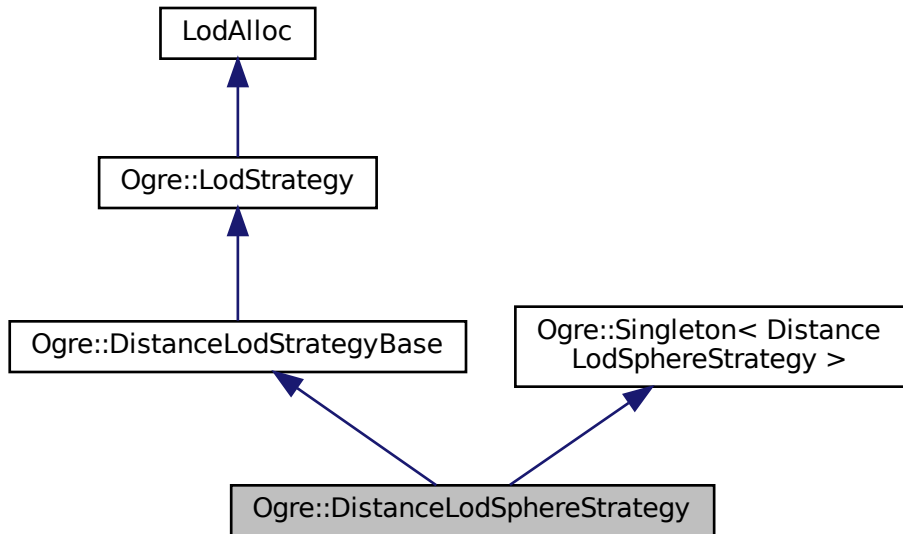 LodAlloc
Ogre::LodStrategy
Ogre::DistanceLodStrategyBase
Ogre::Singleton< Distance
LodSphereStrategy >
Ogre::DistanceLodSphereStrategy